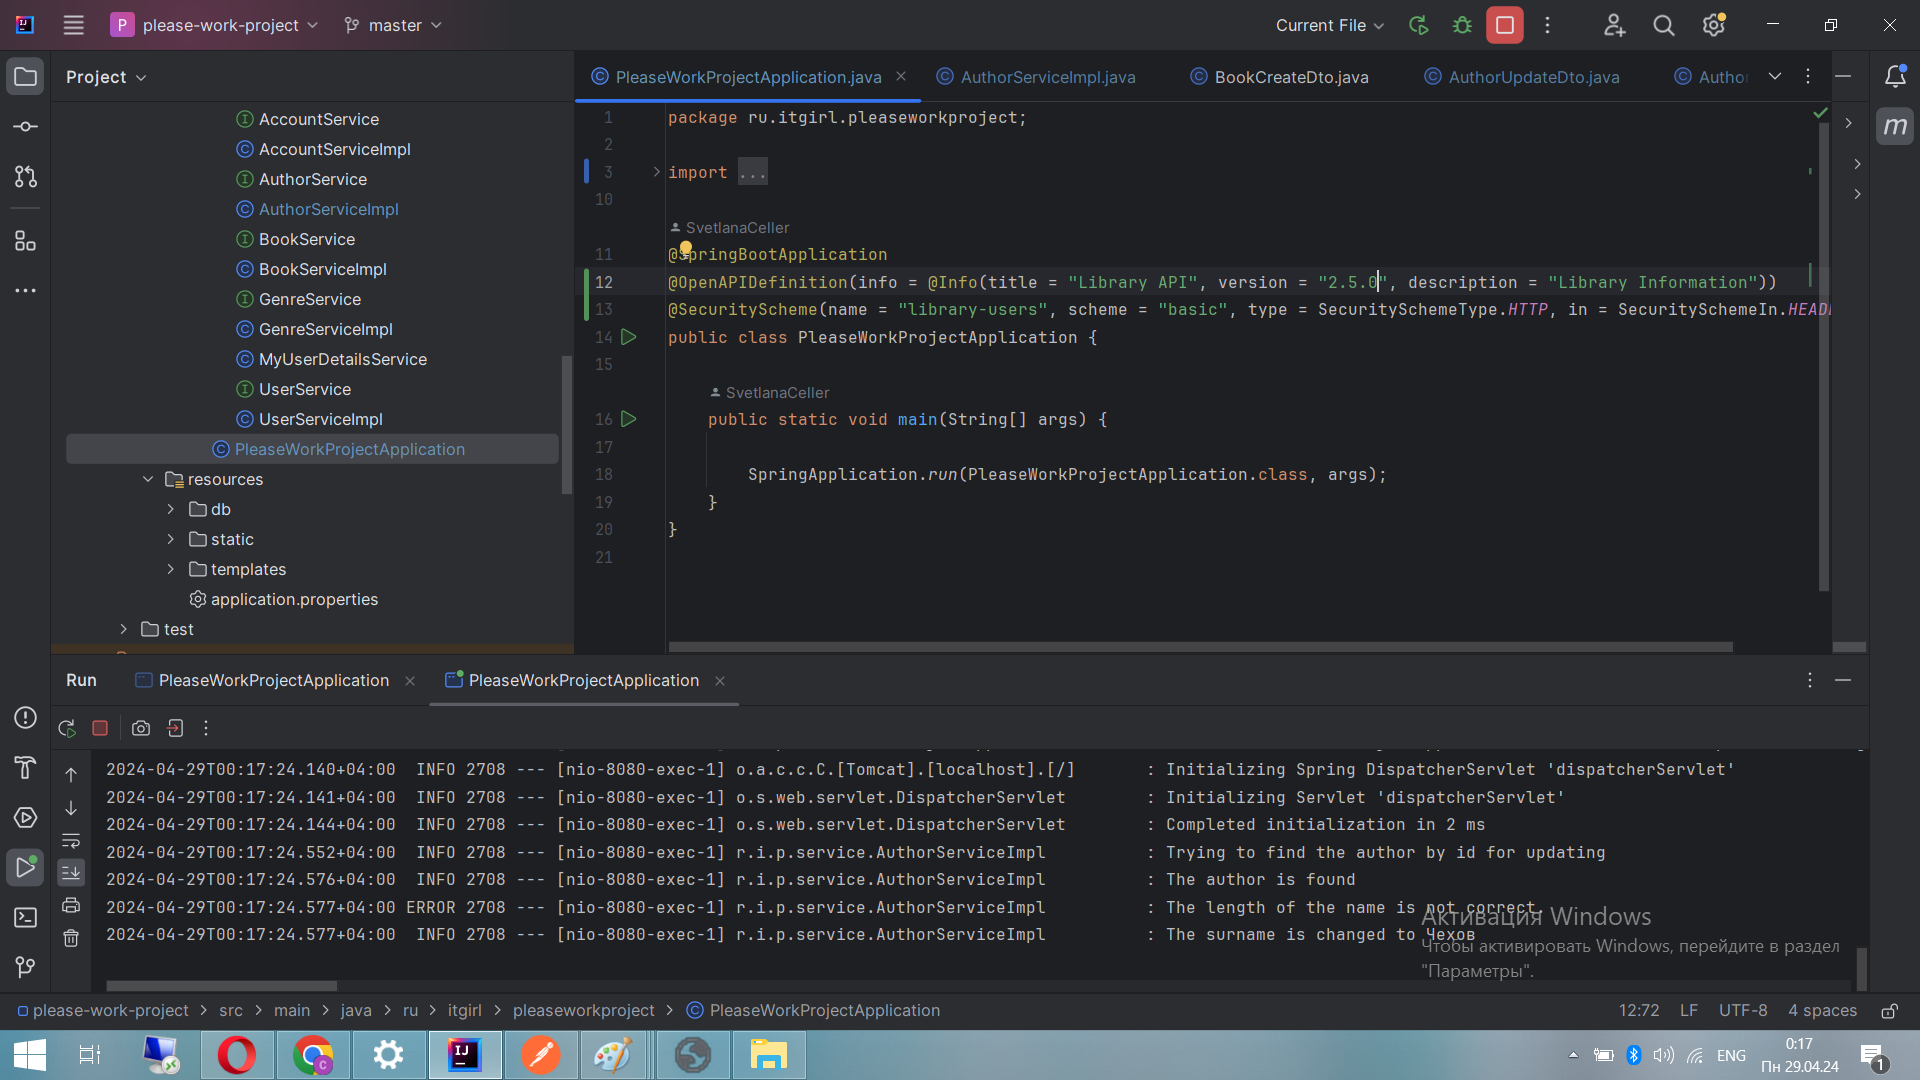 P please-work-project master Current File
Project
PleaseWorkProjectApplication.java AuthorServiceImpl.java BookCreateDto.java AuthorUpdateDto.java Author
AccountService
AccountServiceImpl
AuthorService
AuthorServiceImpl
BookService
BookServiceImpl
GenreService
GenreServiceImpl
MyUserDetailsService
UserService
UserServiceImpl
PleaseWorkProjectApplication
resources
db
static
templates
application.properties
test
1 package ru.itgirl.pleaseworkproject;
2
3 import ...
10
SvetlanaCeller
11 @SpringBootApplication
12 @OpenAPIDefinition(info = @Info(title = "Library API", version = "2.5.0", description = "Library Information"))
13 @SecurityScheme(name = "library-users", scheme = "basic", type = SecuritySchemeType.HTTP, in = SecuritySchemeIn.HEAD
14 public class PleaseWorkProjectApplication {
15
SvetlanaCeller
16 public static void main(String[] args) {
17
18 SpringApplication.run(PleaseWorkProjectApplication.class, args);
19 }
20 }
21
m
Run PleaseWorkProjectApplication PleaseWorkProjectApplication
2024-04-29T00:17:24.140+04:00  INFO 2708 --- [nio-8080-exec-1] o.a.c.c.C.[Tomcat].[localhost].[/] : Initializing Spring DispatcherServlet 'dispatcherServlet'
2024-04-29T00:17:24.141+04:00  INFO 2708 --- [nio-8080-exec-1] o.s.web.servlet.DispatcherServlet : Initializing Servlet 'dispatcherServlet'
2024-04-29T00:17:24.144+04:00  INFO 2708 --- [nio-8080-exec-1] o.s.web.servlet.DispatcherServlet : Completed initialization in 2 ms
2024-04-29T00:17:24.552+04:00  INFO 2708 --- [nio-8080-exec-1] r.i.p.service.AuthorServiceImpl : Trying to find the author by id for updating
2024-04-29T00:17:24.576+04:00  INFO 2708 --- [nio-8080-exec-1] r.i.p.service.AuthorServiceImpl : The author is found
2024-04-29T00:17:24.577+04:00 ERROR 2708 --- [nio-8080-exec-1] r.i.p.service.AuthorServiceImpl : The length of the name is not correct.
2024-04-29T00:17:24.577+04:00  INFO 2708 --- [nio-8080-exec-1] r.i.p.service.AuthorServiceImpl : The surname is changed to Чехов
Активация Windows
Чтобы активировать Windows, перейдите в раздел
"Параметры".
please-work-project > src > main > java > ru > itgirl > pleaseworkproject > PleaseWorkProjectApplication 12:72 LF UTF-8 4 spaces
ENG 0:17
Пн 29.04.24
1